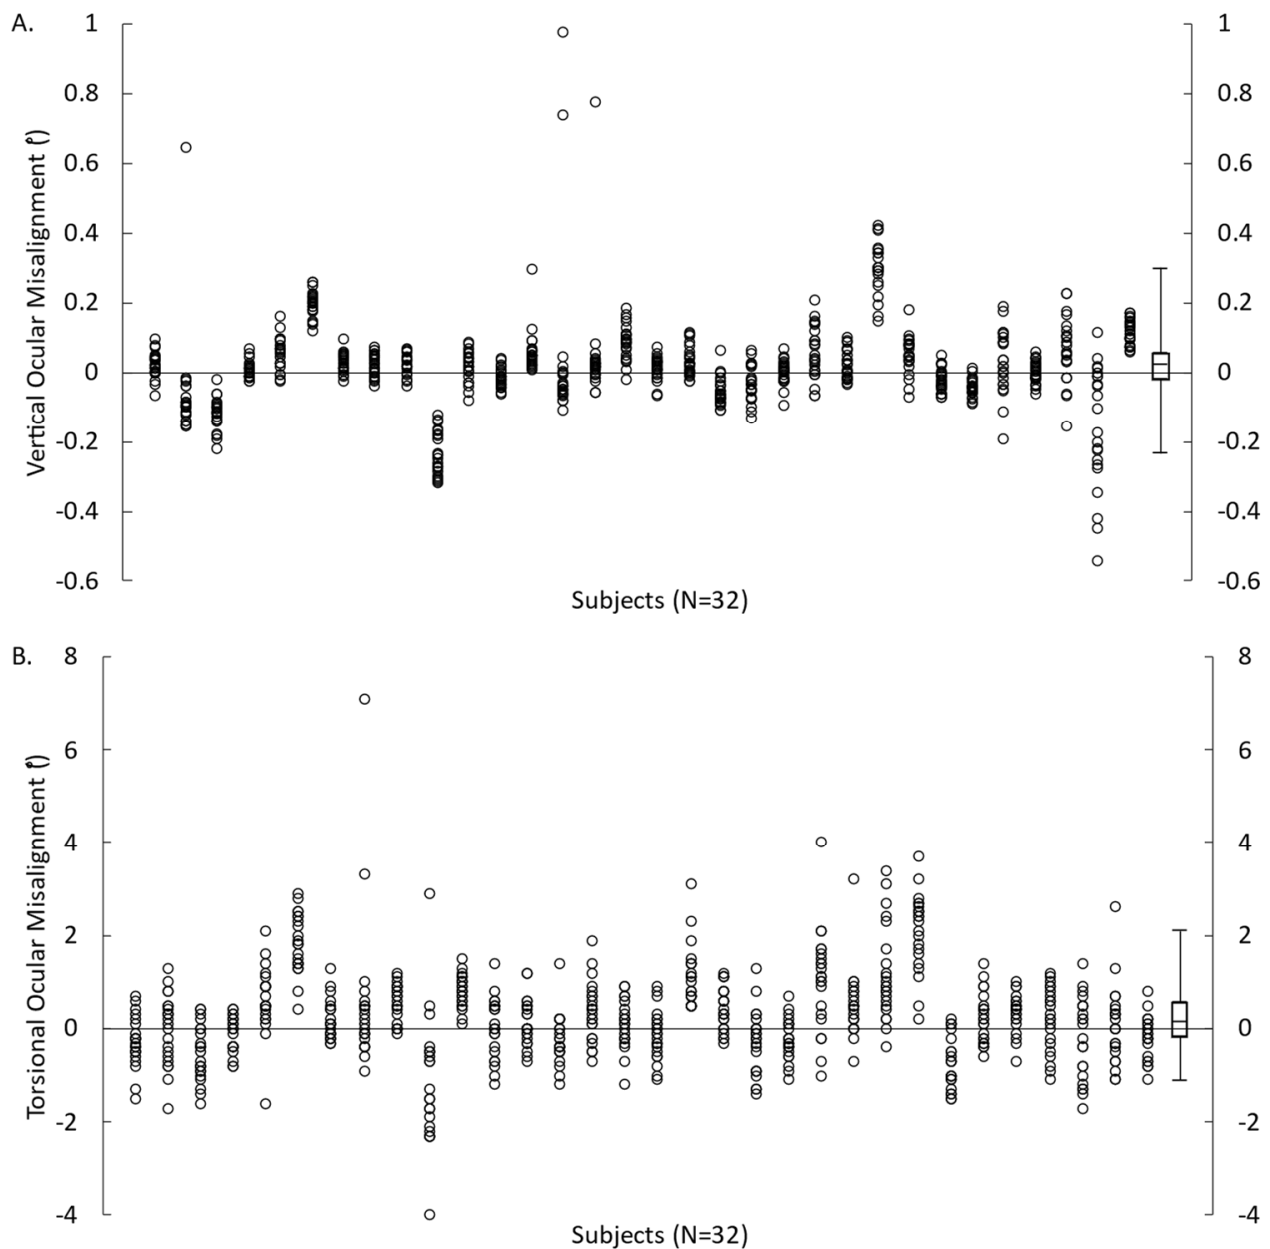 A.
Vertical Ocular Misalignment (°)
1 1
0.8 0.8
0.6 0.6
0.4 0.4
0.2 0.2
0 0
-0.2 -0.2
-0.4 -0.4
-0.6 -0.6
Subjects (N=32)
B.
Torsional Ocular Misalignment (°)
8 8
6 6
4 4
2 2
0 0
-2 -2
-4 -4
Subjects (N=32)